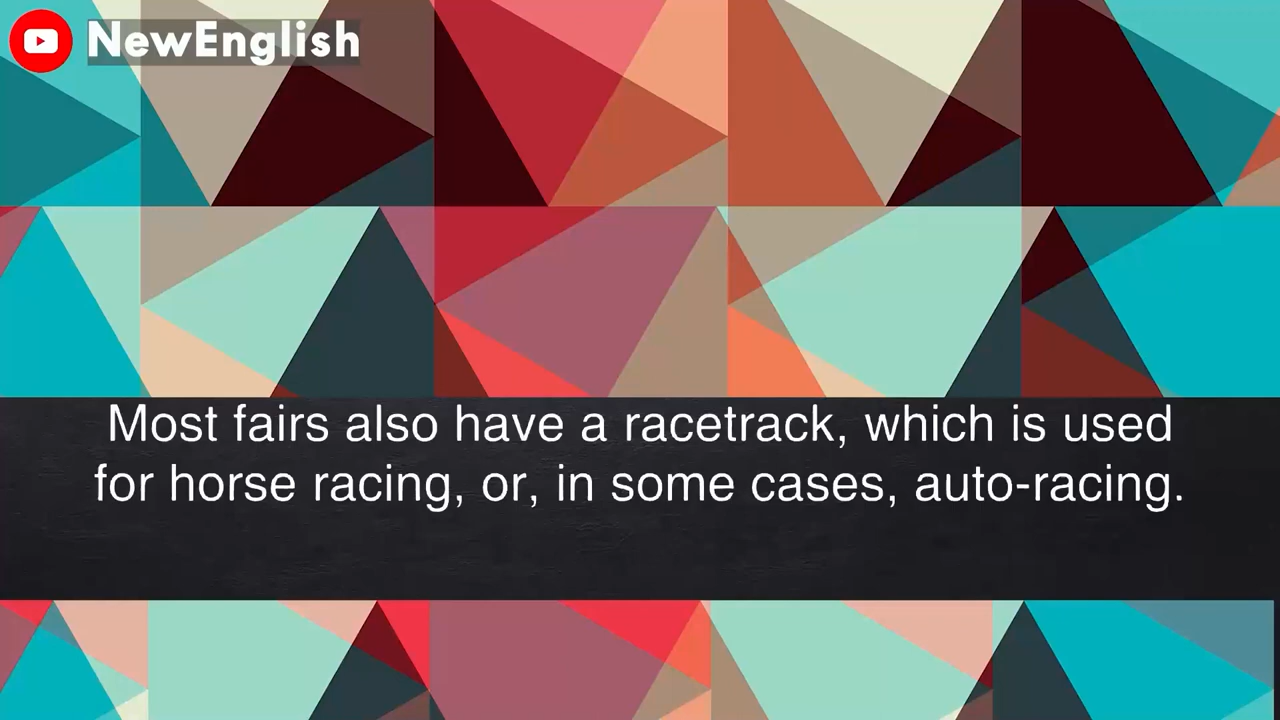 NewEnglish
Most fairs also have a racetrack, which is used
for horse racing, or, in some cases, auto-racing.